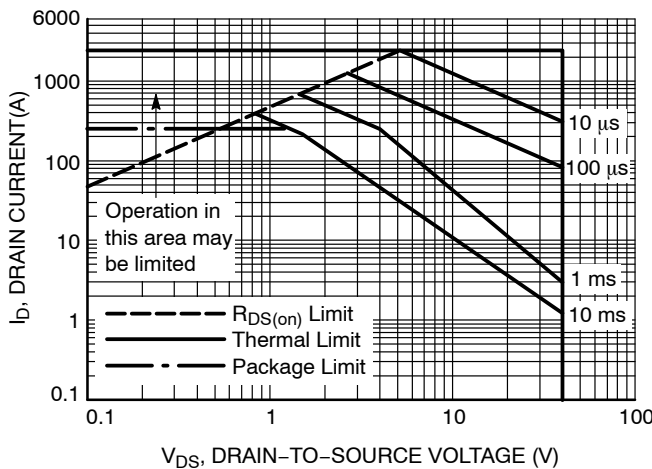 6000
1000
100
10
1
0.1
I_D, DRAIN CURRENT(A)
10 µs
100 µs
1 ms
10 ms
Operation in
this area may
be limited
R_DS(on) Limit
Thermal Limit
Package Limit
0.1
1
10
100
V_DS, DRAIN−TO−SOURCE VOLTAGE (V)